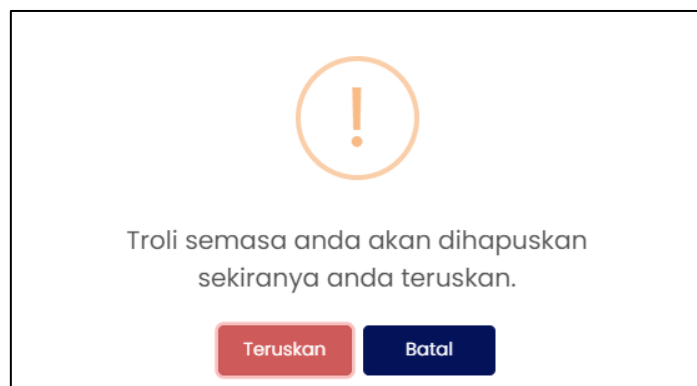 !
Troli semasa anda akan dihapuskan
sekiranya anda teruskan.
Teruskan
Batal